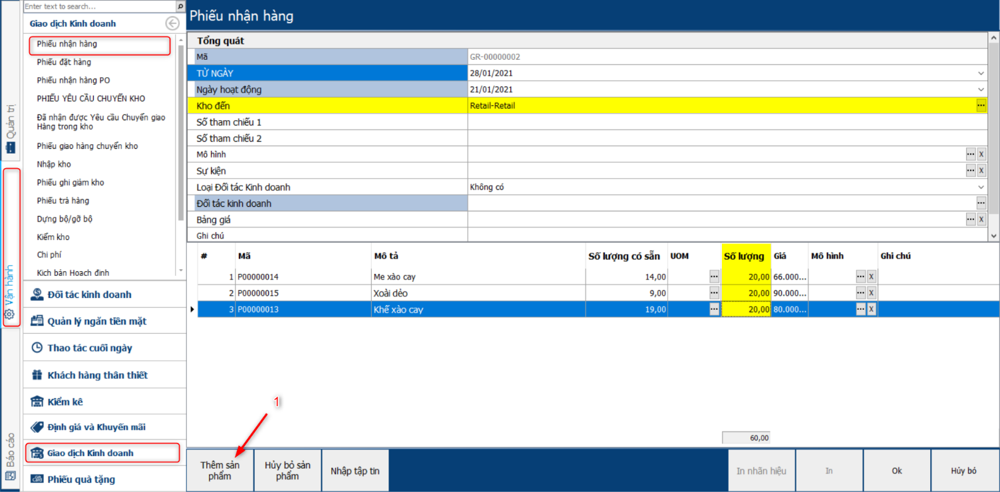 Enter text to search...
Giao dịch Kinh doanh
Phiếu nhận hàng
Phiếu đặt hàng
Phiếu nhận hàng PO
PHIẾU YÊU CẦU CHUYỂN KHO
Đã nhận được Yêu cầu Chuyển giao
Hàng trong kho
Phiếu giao hàng chuyển kho
Nhập kho
Phiếu ghi giảm kho
Phiếu trả hàng
Dựng bộ/gỡ bộ
Kiểm kho
Chi phí
Kịch bản Hoạch định
Đối tác kinh doanh
Quản lý ngăn tiền mặt
Thao tác cuối ngày
Khách hàng thân thiết
Kiểm kê
Định giá và Khuyến mãi
Giao dịch Kinh doanh
Phiếu quà tặng
Quản trị
Vận hành
Báo cáo
Phiếu nhận hàng
Tổng quát
Mã GR-00000002
TỪ NGÀY 28/01/2021
Ngày hoạt động 21/01/2021
Kho đến Retail-Retail
Số tham chiếu 1
Số tham chiếu 2
Mô hình ... X
Sự kiện ... X
Loại Đối tác Kinh doanh Không có
Đối tác kinh doanh ...
Bảng giá ... X
Ghi chú
# Mã Mô tả Số lượng có sẵn UOM Số lượng Giá Mô hình Ghi chú
1 P00000014 Me xào cay 14,00 ... 20,00 66.000... ... X
2 P00000015 Xoài dẻo 9,00 ... 20,00 90.000... ... X
3 P00000013 Khế xào cay 19,00 ... 20,00 80.000... ... X
1
60,00
Thêm sản
phẩm
Hủy bỏ sản
phẩm
Nhập tập tin
In nhãn hiệu
In
Ok
Hủy bỏ